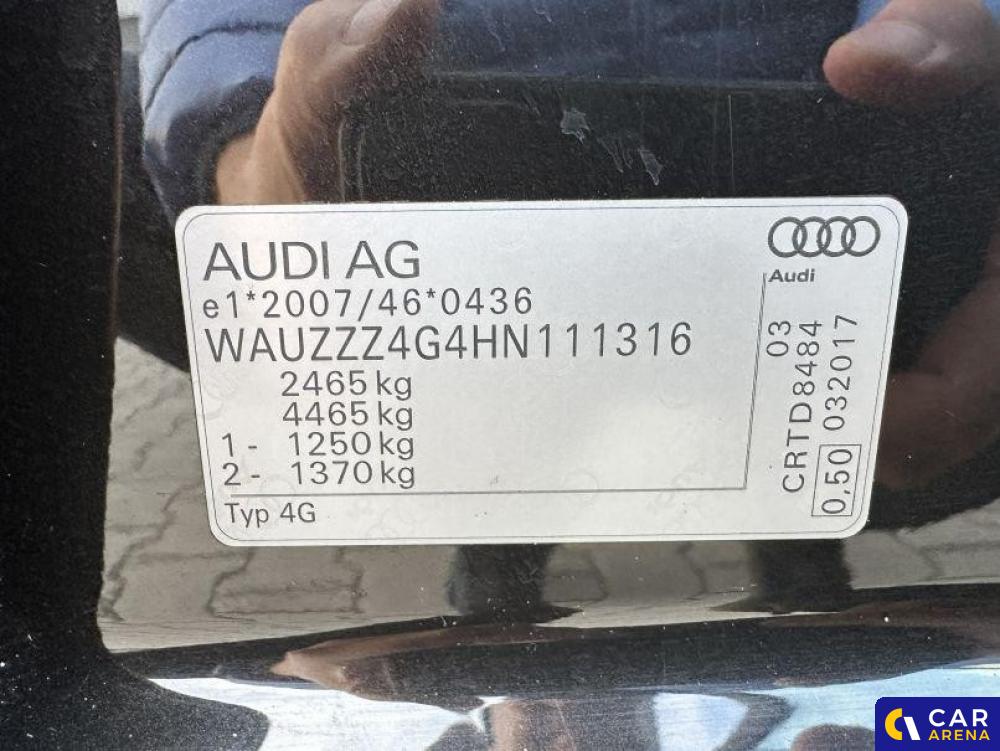 AUDI AG
e1*2007/46*0436
WAUZZZ4G4HN111316
2465 kg
4465 kg
1 - 1250 kg
2 - 1370 kg
Typ 4G
Audi
03
CRTD8484
0,50 032017
CAR
ARENA